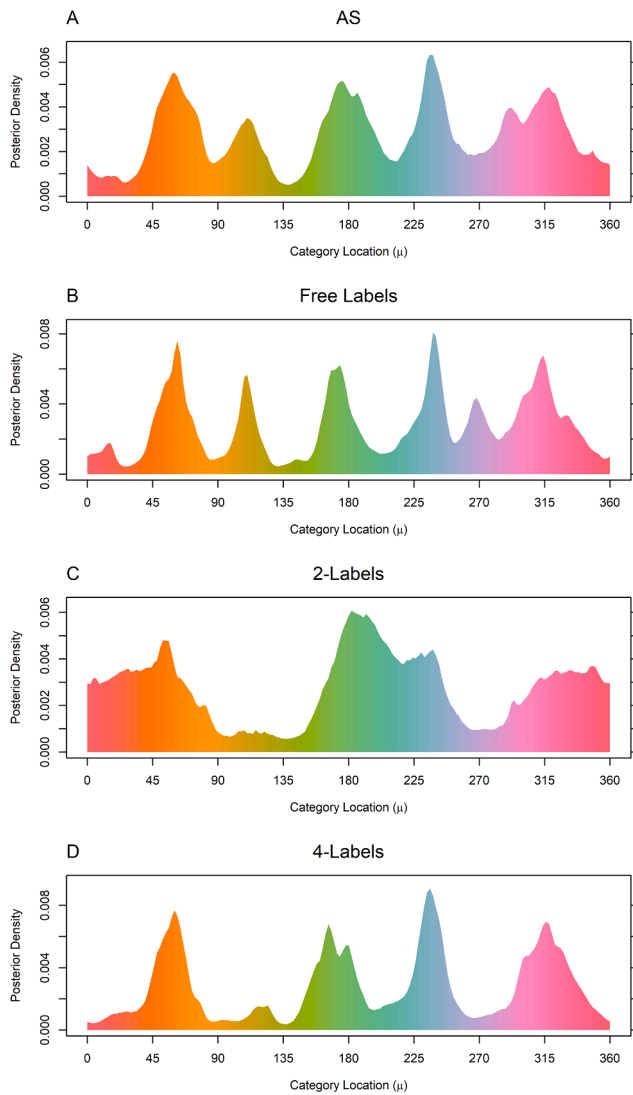 A AS
Posterior Density
0.000 0.002 0.004 0.006
0 45 90 135 180 225 270 315 360
Category Location (μ)
B Free Labels
Posterior Density
0.000 0.004 0.008
0 45 90 135 180 225 270 315 360
Category Location (μ)
C 2-Labels
Posterior Density
0.000 0.002 0.004 0.006
0 45 90 135 180 225 270 315 360
Category Location (μ)
D 4-Labels
Posterior Density
0.000 0.004 0.008
0 45 90 135 180 225 270 315 360
Category Location (μ)